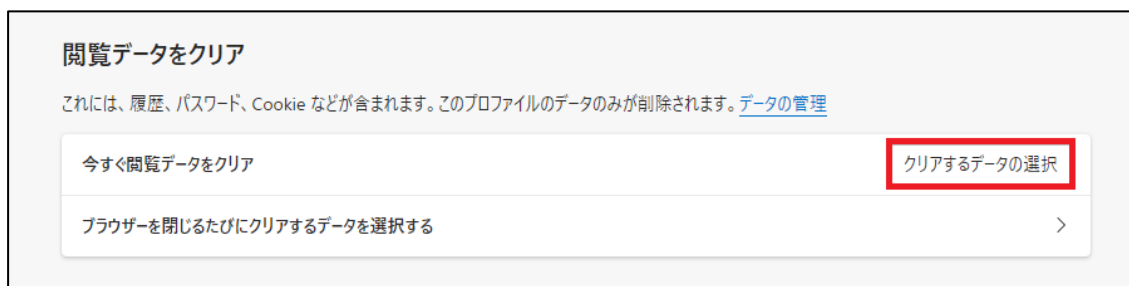 閲覧データをクリア
これには、履歴、パスワード、Cookie などが含まれます。このプロファイルのデータのみが削除されます。データの管理
今すぐ閲覧データをクリア
クリアするデータの選択
ブラウザーを閉じるたびにクリアするデータを選択する